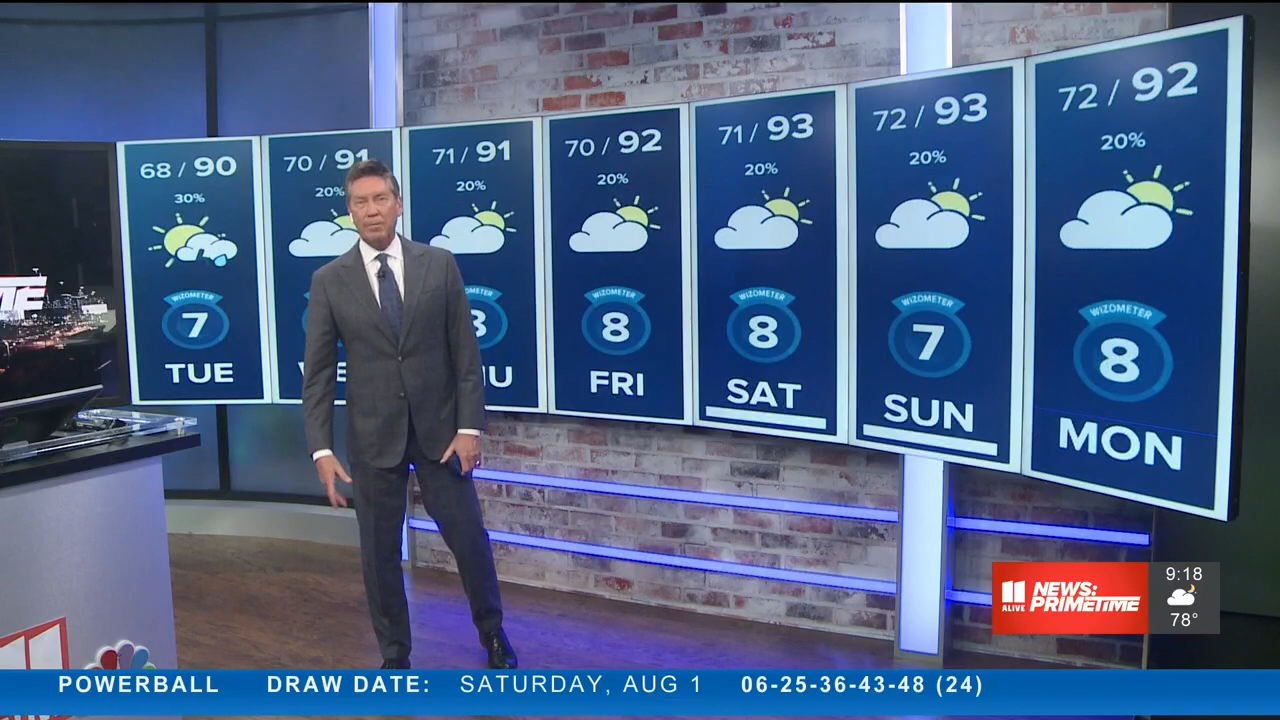 68 / 90
30%
WIZOMETER
7
TUE
70 / 91
20%
71 / 91
20%
70 / 92
20%
WIZOMETER
8
FRI
71 / 93
20%
WIZOMETER
8
SAT
72 / 93
20%
WIZOMETER
7
SUN
72 / 92
20%
WIZOMETER
8
MON
11 ALIVE
NEWS:
PRIMETIME
9:18
78°
POWERBALL DRAW DATE: SATURDAY, AUG 1 06-25-36-43-48 (24)